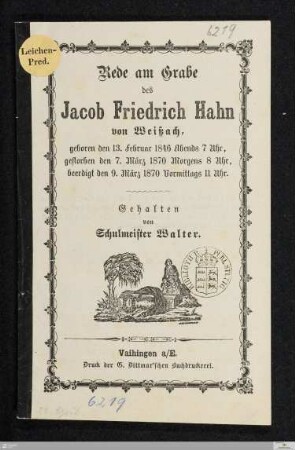 6219
Leichen-
Pred.
Rede am Grabe
des
Jacob Friedrich Hahn
von Weißach,
geboren den 13. Februar 1846 Abends 7 Uhr,
gestorben den 7. März 1870 Morgens 8 Uhr,
beerdigt den 9. März 1870 Vormittags 11 Uhr.
Gehalten
von
Schulmeister Walter.
Vaihingen a/E.
Druck der G. Dittmar'schen Buchdruckerei.
6219